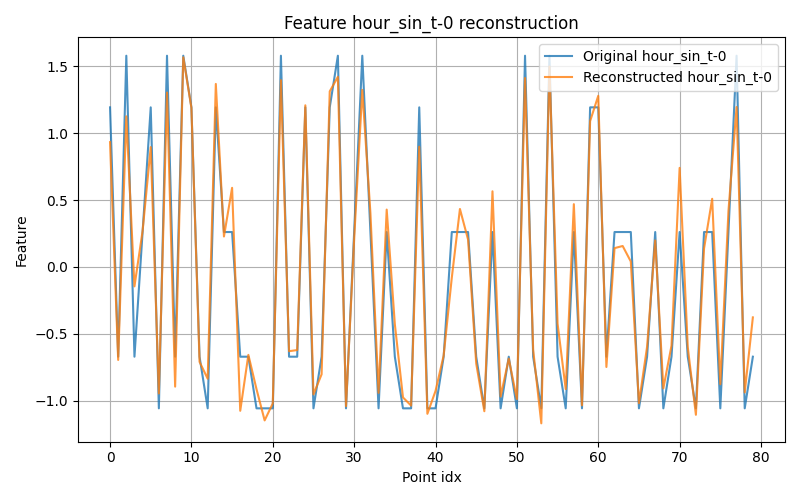 Feature hour_sin_t-0 reconstruction
Original hour_sin_t-0
Reconstructed hour_sin_t-0
Feature
1.5
1.0
0.5
0.0
−0.5
−1.0
0 10 20 30 40 50 60 70 80
Point idx